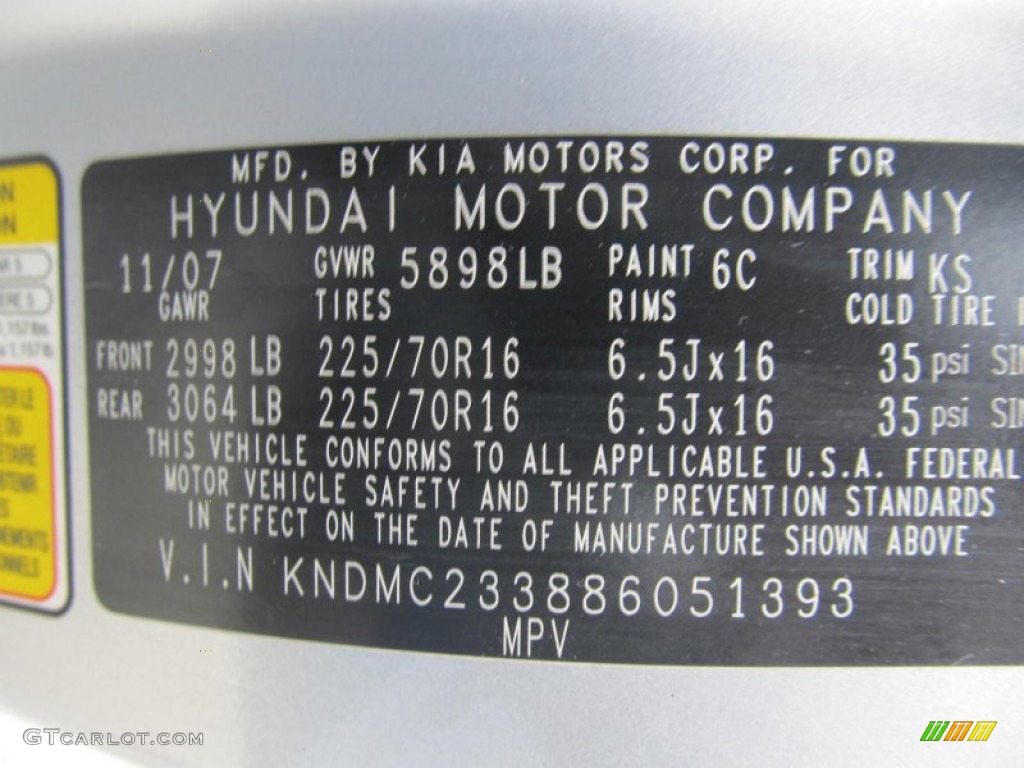 MFD. BY KIA MOTORS CORP. FOR
HYUNDAI MOTOR COMPANY
11/07 GVWR 5898LB PAINT 6C TRIM KS
GAWR TIRES RIMS COLD TIRE
FRONT 2998 LB 225/70R16 6.5Jx16 35 psi SIN
REAR 3064 LB 225/70R16 6.5Jx16 35 psi SIN
THIS VEHICLE CONFORMS TO ALL APPLICABLE U.S.A. FEDERAL
MOTOR VEHICLE SAFETY AND THEFT PREVENTION STANDARDS
IN EFFECT ON THE DATE OF MANUFACTURE SHOWN ABOVE
V.I.N KNDMC233886051393
MPV
GTCARLOT.COM